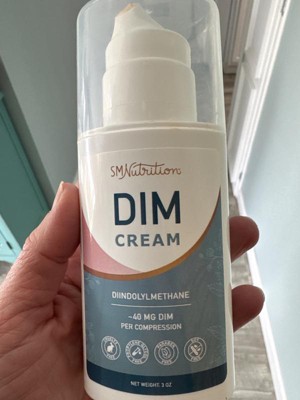 SMNutrition
DIM
CREAM
DIINDOLYLMETHANE
~40 MG DIM
PER COMPRESSION
NET WEIGHT: 3 OZ